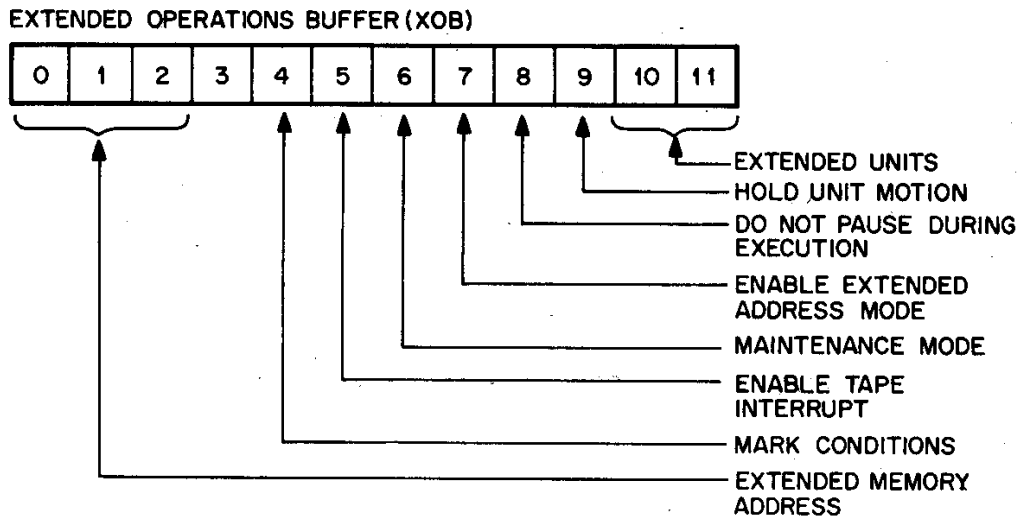 EXTENDED OPERATIONS BUFFER (XOB)
0 1 2 3 4 5 6 7 8 9 10 11
EXTENDED UNITS
HOLD UNIT MOTION
DO NOT PAUSE DURING
EXECUTION
ENABLE EXTENDED
ADDRESS MODE
MAINTENANCE MODE
ENABLE TAPE
INTERRUPT
MARK CONDITIONS
EXTENDED MEMORY
ADDRESS